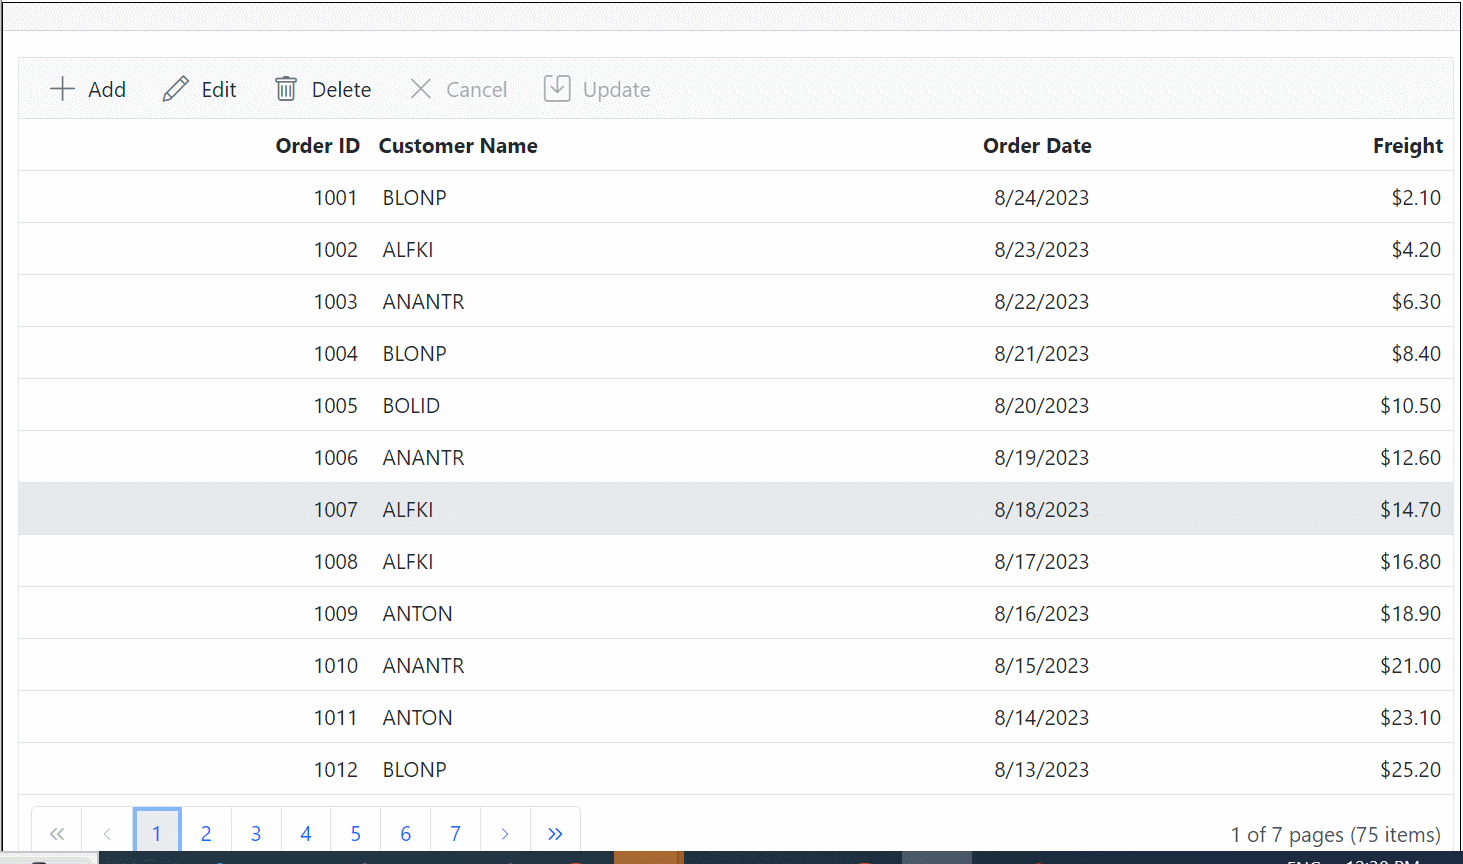 Add Edit Delete Cancel Update
Order ID Customer Name Order Date Freight
1001 BLONP 8/24/2023 $2.10
1002 ALFKI 8/23/2023 $4.20
1003 ANANTR 8/22/2023 $6.30
1004 BLONP 8/21/2023 $8.40
1005 BOLID 8/20/2023 $10.50
1006 ANANTR 8/19/2023 $12.60
1007 ALFKI 8/18/2023 $14.70
1008 ALFKI 8/17/2023 $16.80
1009 ANTON 8/16/2023 $18.90
1010 ANANTR 8/15/2023 $21.00
1011 ANTON 8/14/2023 $23.10
1012 BLONP 8/13/2023 $25.20
1 2 3 4 5 6 7 1 of 7 pages (75 items)